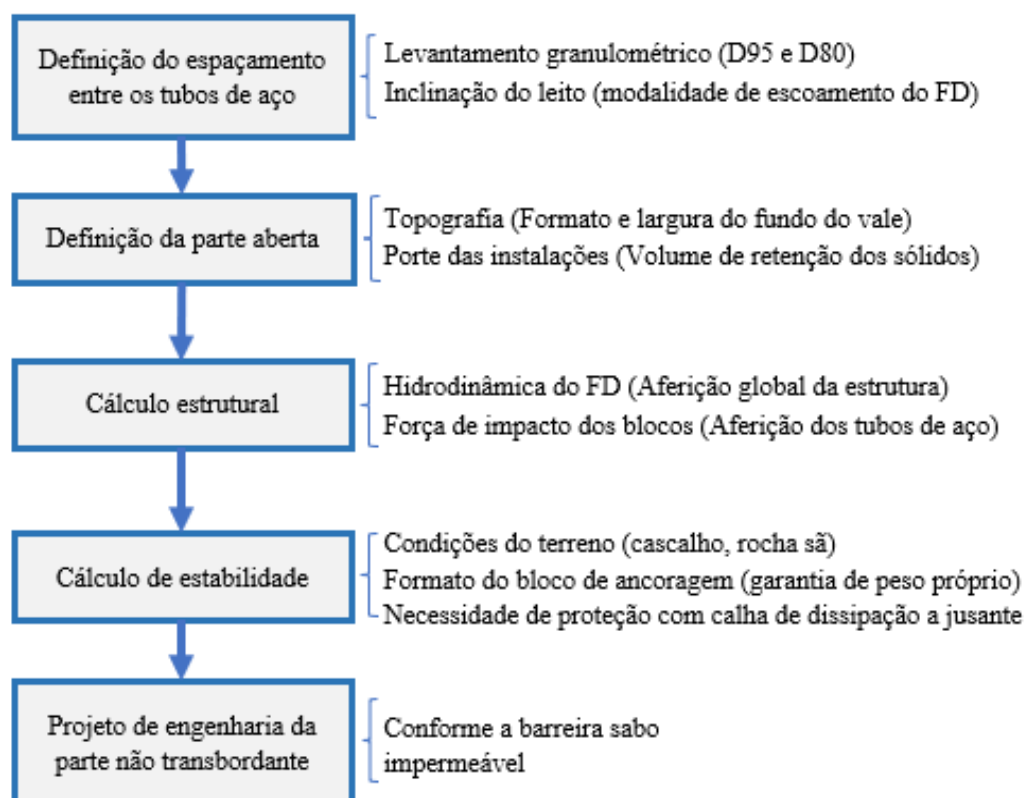 Definição do espaçamento
entre os tubos de aço
Levantamento granulométrico (D95 e D80)
Inclinação do leito (modalidade de escoamento do FD)
Definição da parte aberta
Topografia (Formato e largura do fundo do vale)
Porte das instalações (Volume de retenção dos sólidos)
Cálculo estrutural
Hidrodinâmica do FD (Aferição global da estrutura)
Força de impacto dos blocos (Aferição dos tubos de aço)
Cálculo de estabilidade
Condições do terreno (cascalho, rocha sã)
Formato do bloco de ancoragem (garantia de peso próprio)
Necessidade de proteção com calha de dissipação a jusante
Projeto de engenharia da
parte não transbordante
Conforme a barreira sabo
impermeável